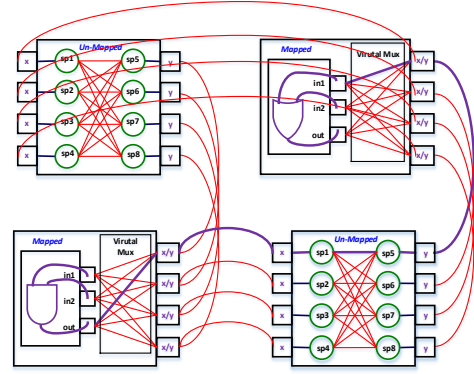 Un-Mapped
x sp1 sp5 y
x sp2 sp6 y
x sp3 sp7 y
x sp4 sp8 y
Mapped Virutal Mux
in1
in2
out
x/y
x/y
x/y
x/y
Mapped Virutal
Mux
in1
in2
out
x/y
x/y
x/y
x/y
Un-Mapped
x sp1 sp5 y
x sp2 sp6 y
x sp3 sp7 y
x sp4 sp8 y